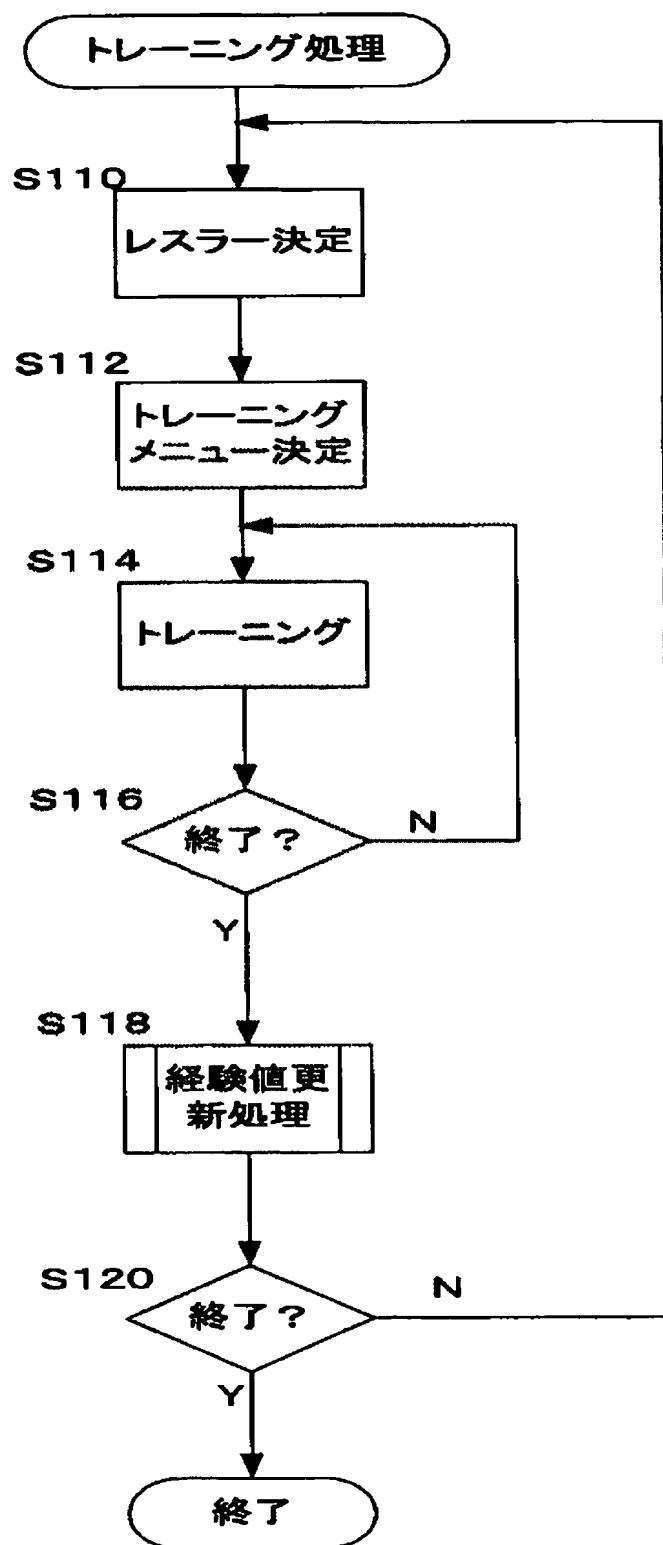 トレーニング処理
S110
レスラー決定
S112
トレーニング
メニュー決定
S114
トレーニング
S116
終了?
N
Y
S118
経験値更
新処理
S120
終了?
N
Y
終了